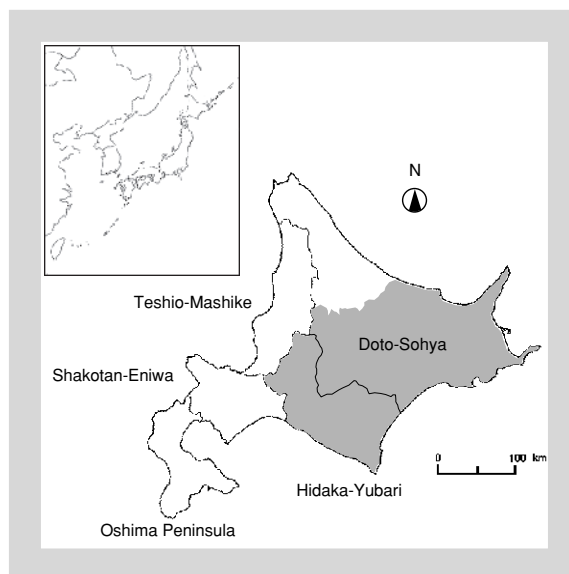 N
Teshio-Mashike
Doto-Sohya
Shakotan-Eniwa
0 100 km
Hidaka-Yubari
Oshima Peninsula